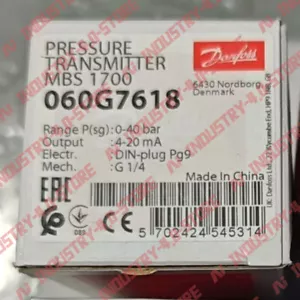 PRESSURE
TRANSMITTER
MBS 1700
060G7618
Danfoss
6430 Nordborg,
Denmark
Range P(sg):0-40 bar
Output :4-20 mA
Electr. :DIN-plug Pg9
Mech. :G 1/4
Made in China
EAC
5 702424 545314